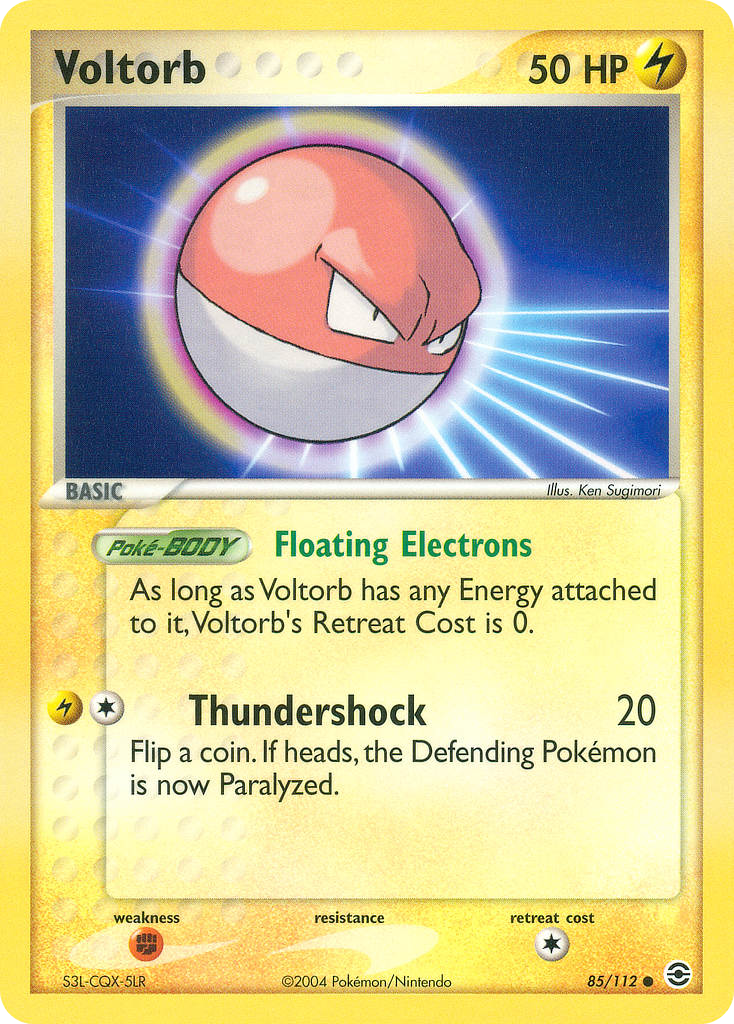 Voltorb 50 HP
BASIC
Illus. Ken Sugimori
Poké-BODY Floating Electrons
As long as Voltorb has any Energy attached
to it, Voltorb's Retreat Cost is 0.
Thundershock 20
Flip a coin. If heads, the Defending Pokémon
is now Paralyzed.
weakness resistance retreat cost
S3L-CQX-5LR ©2004 Pokémon/Nintendo 85/112